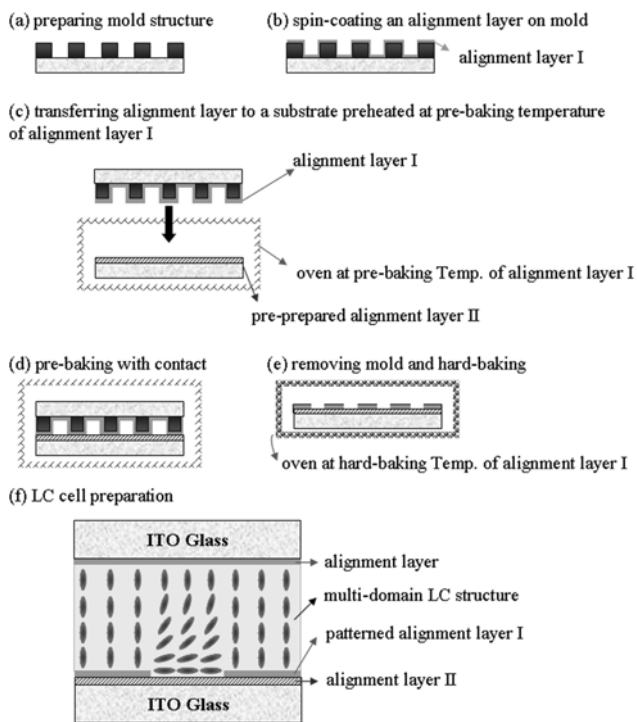 (a) preparing mold structure
(b) spin-coating an alignment layer on mold
alignment layer I
(c) transferring alignment layer to a substrate preheated at pre-baking temperature
of alignment layer I
alignment layer I
oven at pre-baking Temp. of alignment layer I
pre-prepared alignment layer II
(d) pre-baking with contact
(e) removing mold and hard-baking
oven at hard-baking Temp. of alignment layer I
(f) LC cell preparation
ITO Glass
alignment layer
multi-domain LC structure
patterned alignment layer I
alignment layer II
ITO Glass